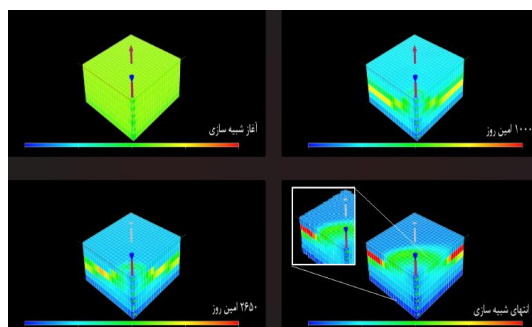 آغاز شبیه سازی
۱۰۰۰ امین روز
۲۶۵۰ امین روز
انتهای شبیه سازی